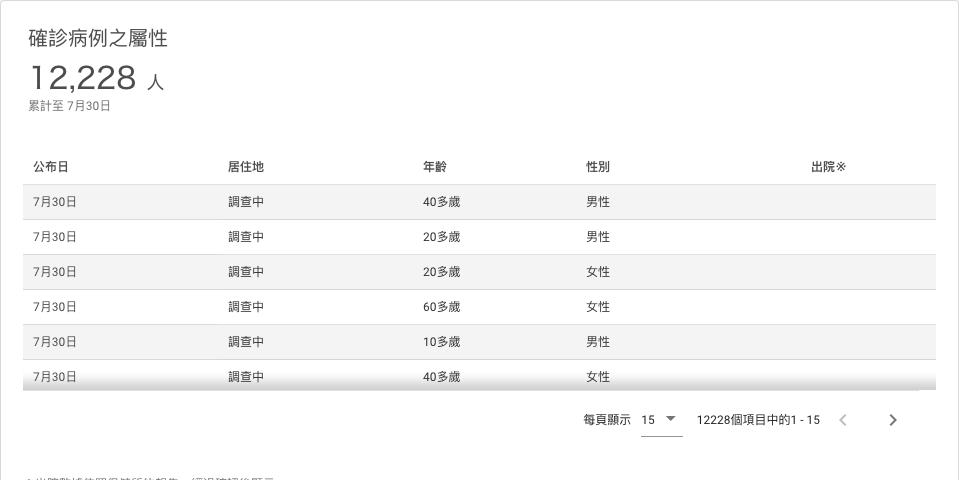 確診病例之屬性
12,228 人
累計至 7月30日
公布日 居住地 年齡 性別 出院※
7月30日 調查中 40多歲 男性
7月30日 調查中 20多歲 男性
7月30日 調查中 20多歲 女性
7月30日 調查中 60多歲 女性
7月30日 調查中 10多歲 男性
7月30日 調查中 40多歲 女性
每頁顯示 15 12228個項目中的1 - 15